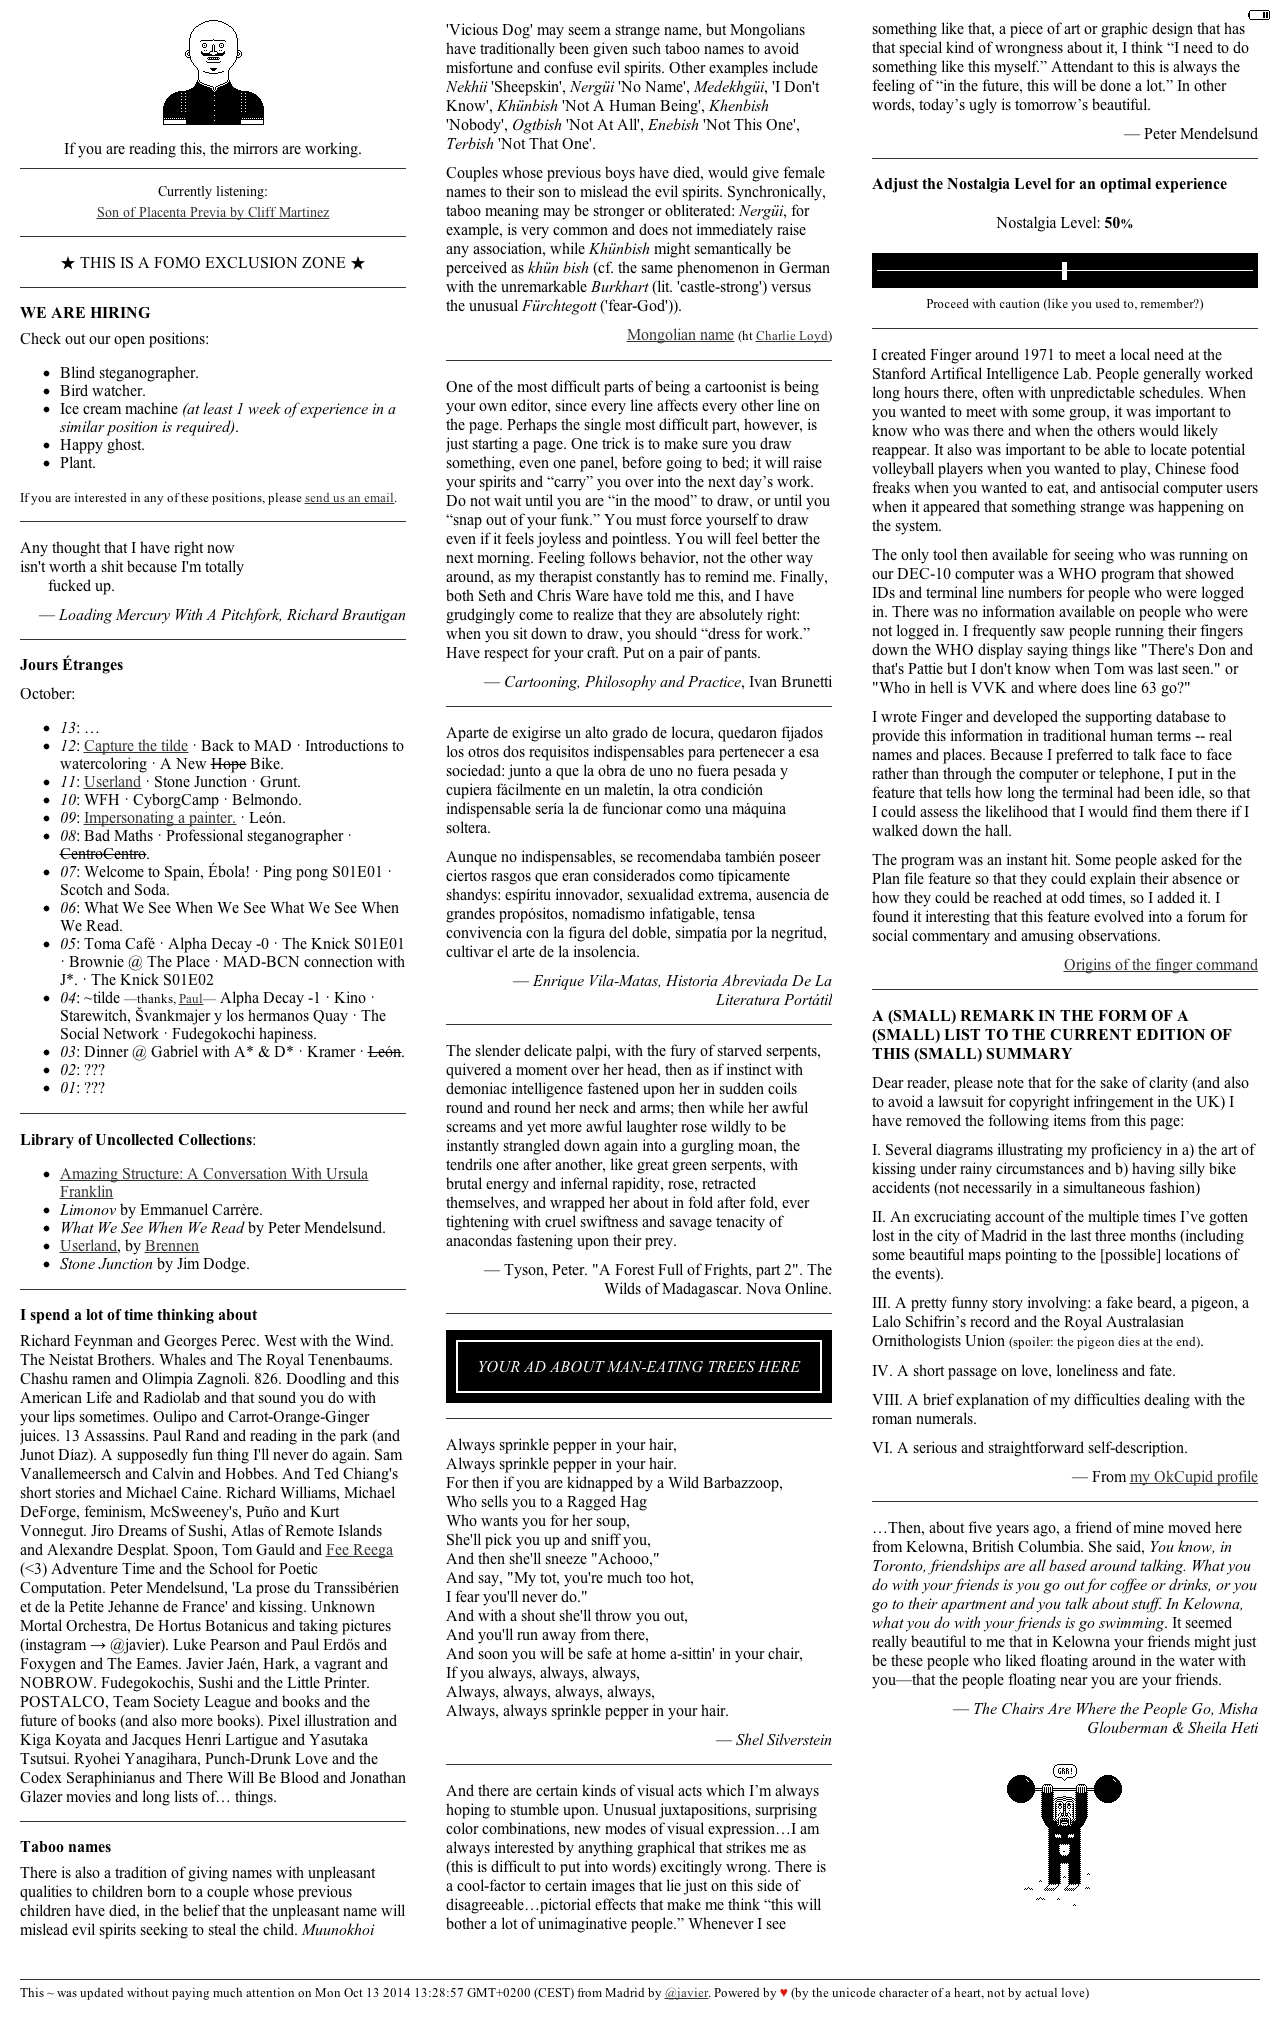 If you are reading this, the mirrors are working.
Currently listening:
Son of Placenta Previa by Cliff Martinez
★ THIS IS A FOMO EXCLUSION ZONE ★
WE ARE HIRING
Check out our open positions:
• Blind steganographer.
• Bird watcher.
• Ice cream machine (at least 1 week of experience in a
similar position is required).
• Happy ghost.
• Plant.
If you are interested in any of these positions, please send us an email.
Any thought that I have right now
isn't worth a shit because I'm totally
fucked up.
— Loading Mercury With A Pitchfork, Richard Brautigan
Jours Étranges
October:
• 13: …
• 12: Capture the tilde · Back to MAD · Introductions to
watercoloring · A New Hope Bike.
• 11: Userland · Stone Junction · Grunt.
• 10: WFH · CyborgCamp · Belmondo.
• 09: Impersonating a painter. · León.
• 08: Bad Maths · Professional steganographer ·
CentroCentro.
• 07: Welcome to Spain, Ébola! · Ping pong S01E01 ·
Scotch and Soda.
• 06: What We See When We See What We See When
We Read.
• 05: Toma Café · Alpha Decay -0 · The Knick S01E01
· Brownie @ The Place · MAD-BCN connection with
J*. · The Knick S01E02
• 04: ~tilde —thanks, Paul— Alpha Decay -1 · Kino ·
Starewitch, Švankmajer y los hermanos Quay · The
Social Network · Fudegokochi hapiness.
• 03: Dinner @ Gabriel with A* & D* · Kramer · León.
• 02: ???
• 01: ???
Library of Uncollected Collections:
• Amazing Structure: A Conversation With Ursula
Franklin
• Limonov by Emmanuel Carrère.
• What We See When We Read by Peter Mendelsund.
• Userland, by Brennen
• Stone Junction by Jim Dodge.
I spend a lot of time thinking about
Richard Feynman and Georges Perec. West with the Wind.
The Neistat Brothers. Whales and The Royal Tenenbaums.
Chashu ramen and Olimpia Zagnoli. 826. Doodling and this
American Life and Radiolab and that sound you do with
your lips sometimes. Oulipo and Carrot-Orange-Ginger
juices. 13 Assassins. Paul Rand and reading in the park (and
Junot Díaz). A supposedly fun thing I'll never do again. Sam
Vanallemeersch and Calvin and Hobbes. And Ted Chiang's
short stories and Michael Caine. Richard Williams, Michael
DeForge, feminism, McSweeney's, Puño and Kurt
Vonnegut. Jiro Dreams of Sushi, Atlas of Remote Islands
and Alexandre Desplat. Spoon, Tom Gauld and Fee Reega
(<3) Adventure Time and the School for Poetic
Computation. Peter Mendelsund, 'La prose du Transsibérien
et de la Petite Jehanne de France' and kissing. Unknown
Mortal Orchestra, De Hortus Botanicus and taking pictures
(instagram → @javier). Luke Pearson and Paul Erdős and
Foxygen and The Eames. Javier Jaén, Hark, a vagrant and
NOBROW. Fudegokochis, Sushi and the Little Printer.
POSTALCO, Team Society League and books and the
future of books (and also more books). Pixel illustration and
Kiga Koyata and Jacques Henri Lartigue and Yasutaka
Tsutsui. Ryohei Yanagihara, Punch-Drunk Love and the
Codex Seraphinianus and There Will Be Blood and Jonathan
Glazer movies and long lists of… things.
Taboo names
There is also a tradition of giving names with unpleasant
qualities to children born to a couple whose previous
children have died, in the belief that the unpleasant name will
mislead evil spirits seeking to steal the child. Muunokhoi
'Vicious Dog' may seem a strange name, but Mongolians
have traditionally been given such taboo names to avoid
misfortune and confuse evil spirits. Other examples include
Nekhii 'Sheepskin', Nergüi 'No Name', Medekhgüi, 'I Don't
Know', Khünbish 'Not A Human Being', Khenbish
'Nobody', Ogtbish 'Not At All', Enebish 'Not This One',
Terbish 'Not That One'.
Couples whose previous boys have died, would give female
names to their son to mislead the evil spirits. Synchronically,
taboo meaning may be stronger or obliterated: Nergüi, for
example, is very common and does not immediately raise
any association, while Khünbish might semantically be
perceived as khün bish (cf. the same phenomenon in German
with the unremarkable Burkhart (lit. 'castle-strong') versus
the unusual Fürchtegott ('fear-God')).
Mongolian name (ht Charlie Loyd)
One of the most difficult parts of being a cartoonist is being
your own editor, since every line affects every other line on
the page. Perhaps the single most difficult part, however, is
just starting a page. One trick is to make sure you draw
something, even one panel, before going to bed; it will raise
your spirits and “carry” you over into the next day’s work.
Do not wait until you are “in the mood” to draw, or until you
“snap out of your funk.” You must force yourself to draw
even if it feels joyless and pointless. You will feel better the
next morning. Feeling follows behavior, not the other way
around, as my therapist constantly has to remind me. Finally,
both Seth and Chris Ware have told me this, and I have
grudgingly come to realize that they are absolutely right:
when you sit down to draw, you should “dress for work.”
Have respect for your craft. Put on a pair of pants.
— Cartooning, Philosophy and Practice, Ivan Brunetti
Aparte de exigirse un alto grado de locura, quedaron fijados
los otros dos requisitos indispensables para pertenecer a esa
sociedad: junto a que la obra de uno no fuera pesada y
cupiera fácilmente en un maletín, la otra condición
indispensable sería la de funcionar como una máquina
soltera.
Aunque no indispensables, se recomendaba también poseer
ciertos rasgos que eran considerados como típicamente
shandys: espíritu innovador, sexualidad extrema, ausencia de
grandes propósitos, nomadismo infatigable, tensa
convivencia con la figura del doble, simpatía por la negritud,
cultivar el arte de la insolencia.
— Enrique Vila-Matas, Historia Abreviada De La
Literatura Portátil
The slender delicate palpi, with the fury of starved serpents,
quivered a moment over her head, then as if instinct with
demoniac intelligence fastened upon her in sudden coils
round and round her neck and arms; then while her awful
screams and yet more awful laughter rose wildly to be
instantly strangled down again into a gurgling moan, the
tendrils one after another, like great green serpents, with
brutal energy and infernal rapidity, rose, retracted
themselves, and wrapped her about in fold after fold, ever
tightening with cruel swiftness and savage tenacity of
anacondas fastening upon their prey.
— Tyson, Peter. "A Forest Full of Frights, part 2". The
Wilds of Madagascar. Nova Online.
YOUR AD ABOUT MAN-EATING TREES HERE
Always sprinkle pepper in your hair,
Always sprinkle pepper in your hair.
For then if you are kidnapped by a Wild Barbazzoop,
Who sells you to a Ragged Hag
Who wants you for her soup,
She'll pick you up and sniff you,
And then she'll sneeze "Achooo,"
And say, "My tot, you're much too hot,
I fear you'll never do."
And with a shout she'll throw you out,
And you'll run away from there,
And soon you will be safe at home a-sittin' in your chair,
If you always, always, always,
Always, always, always, always,
Always, always sprinkle pepper in your hair.
— Shel Silverstein
And there are certain kinds of visual acts which I’m always
hoping to stumble upon. Unusual juxtapositions, surprising
color combinations, new modes of visual expression…I am
always interested by anything graphical that strikes me as
(this is difficult to put into words) excitingly wrong. There is
a cool-factor to certain images that lie just on this side of
disagreeable…pictorial effects that make me think “this will
bother a lot of unimaginative people.” Whenever I see
something like that, a piece of art or graphic design that has
that special kind of wrongness about it, I think “I need to do
something like this myself.” Attendant to this is always the
feeling of “in the future, this will be done a lot.” In other
words, today’s ugly is tomorrow’s beautiful.
— Peter Mendelsund
Adjust the Nostalgia Level for an optimal experience
Nostalgia Level: 50%
Proceed with caution (like you used to, remember?)
I created Finger around 1971 to meet a local need at the
Stanford Artifical Intelligence Lab. People generally worked
long hours there, often with unpredictable schedules. When
you wanted to meet with some group, it was important to
know who was there and when the others would likely
reappear. It also was important to be able to locate potential
volleyball players when you wanted to play, Chinese food
freaks when you wanted to eat, and antisocial computer users
when it appeared that something strange was happening on
the system.
The only tool then available for seeing who was running on
our DEC-10 computer was a WHO program that showed
IDs and terminal line numbers for people who were logged
in. There was no information available on people who were
not logged in. I frequently saw people running their fingers
down the WHO display saying things like "There's Don and
that's Pattie but I don't know when Tom was last seen." or
"Who in hell is VVK and where does line 63 go?"
I wrote Finger and developed the supporting database to
provide this information in traditional human terms -- real
names and places. Because I preferred to talk face to face
rather than through the computer or telephone, I put in the
feature that tells how long the terminal had been idle, so that
I could assess the likelihood that I would find them there if I
walked down the hall.
The program was an instant hit. Some people asked for the
Plan file feature so that they could explain their absence or
how they could be reached at odd times, so I added it. I
found it interesting that this feature evolved into a forum for
social commentary and amusing observations.
Origins of the finger command
A (SMALL) REMARK IN THE FORM OF A
(SMALL) LIST TO THE CURRENT EDITION OF
THIS (SMALL) SUMMARY
Dear reader, please note that for the sake of clarity (and also
to avoid a lawsuit for copyright infringement in the UK) I
have removed the following items from this page:
I. Several diagrams illustrating my proficiency in a) the art of
kissing under rainy circumstances and b) having silly bike
accidents (not necessarily in a simultaneous fashion)
II. An excruciating account of the multiple times I’ve gotten
lost in the city of Madrid in the last three months (including
some beautiful maps pointing to the [possible] locations of
the events).
III. A pretty funny story involving: a fake beard, a pigeon, a
Lalo Schifrin’s record and the Royal Australasian
Ornithologists Union (spoiler: the pigeon dies at the end).
IV. A short passage on love, loneliness and fate.
VIII. A brief explanation of my difficulties dealing with the
roman numerals.
VI. A serious and straightforward self-description.
— From my OkCupid profile
…Then, about five years ago, a friend of mine moved here
from Kelowna, British Columbia. She said, You know, in
Toronto, friendships are all based around talking. What you
do with your friends is you go out for coffee or drinks, or you
go to their apartment and you talk about stuff. In Kelowna,
what you do with your friends is go swimming. It seemed
really beautiful to me that in Kelowna your friends might just
be these people who liked floating around in the water with
you—that the people floating near you are your friends.
— The Chairs Are Where the People Go, Misha
Glouberman & Sheila Heti
GRR!
This ~ was updated without paying much attention on Mon Oct 13 2014 13:28:57 GMT+0200 (CEST) from Madrid by @javier. Powered by ♥ (by the unicode character of a heart, not by actual love)